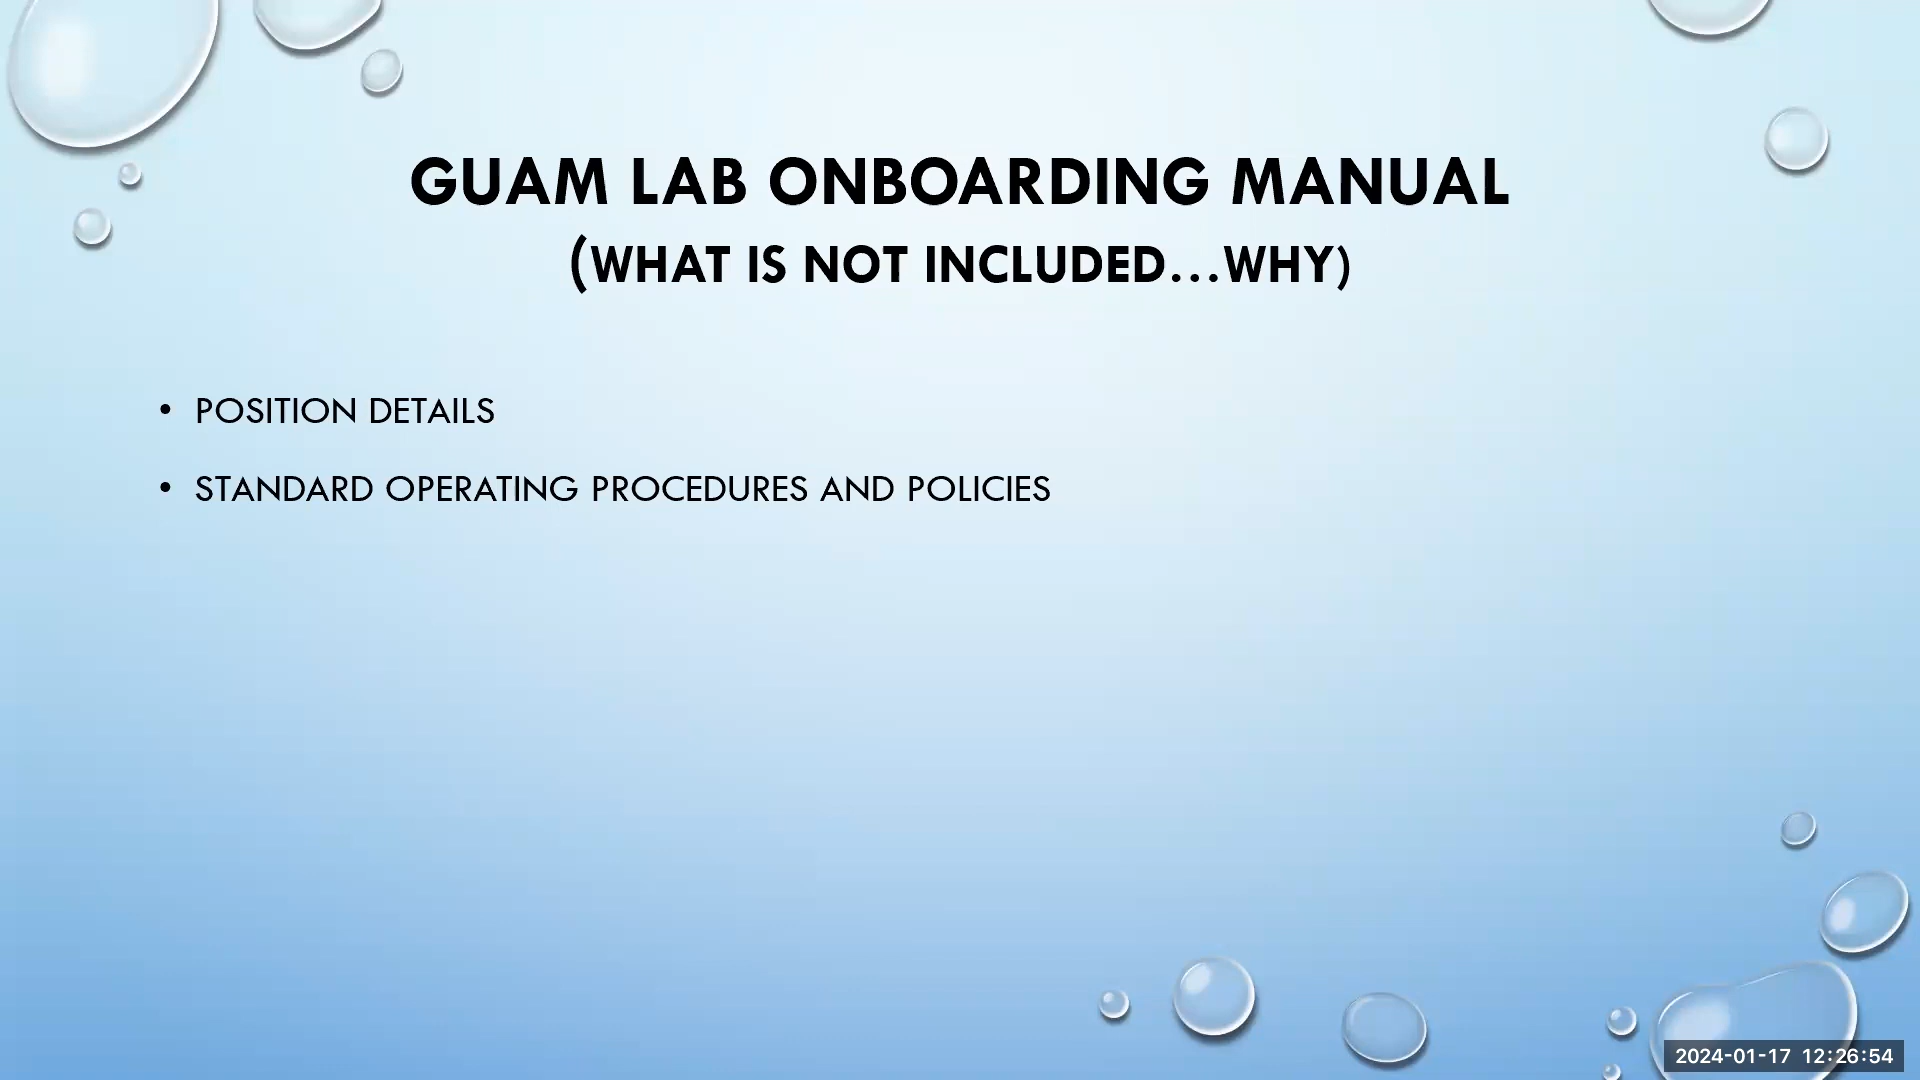 GUAM LAB ONBOARDING MANUAL
(WHAT IS NOT INCLUDED...WHY)
• POSITION DETAILS
• STANDARD OPERATING PROCEDURES AND POLICIES
2024-01-17 12:26:54